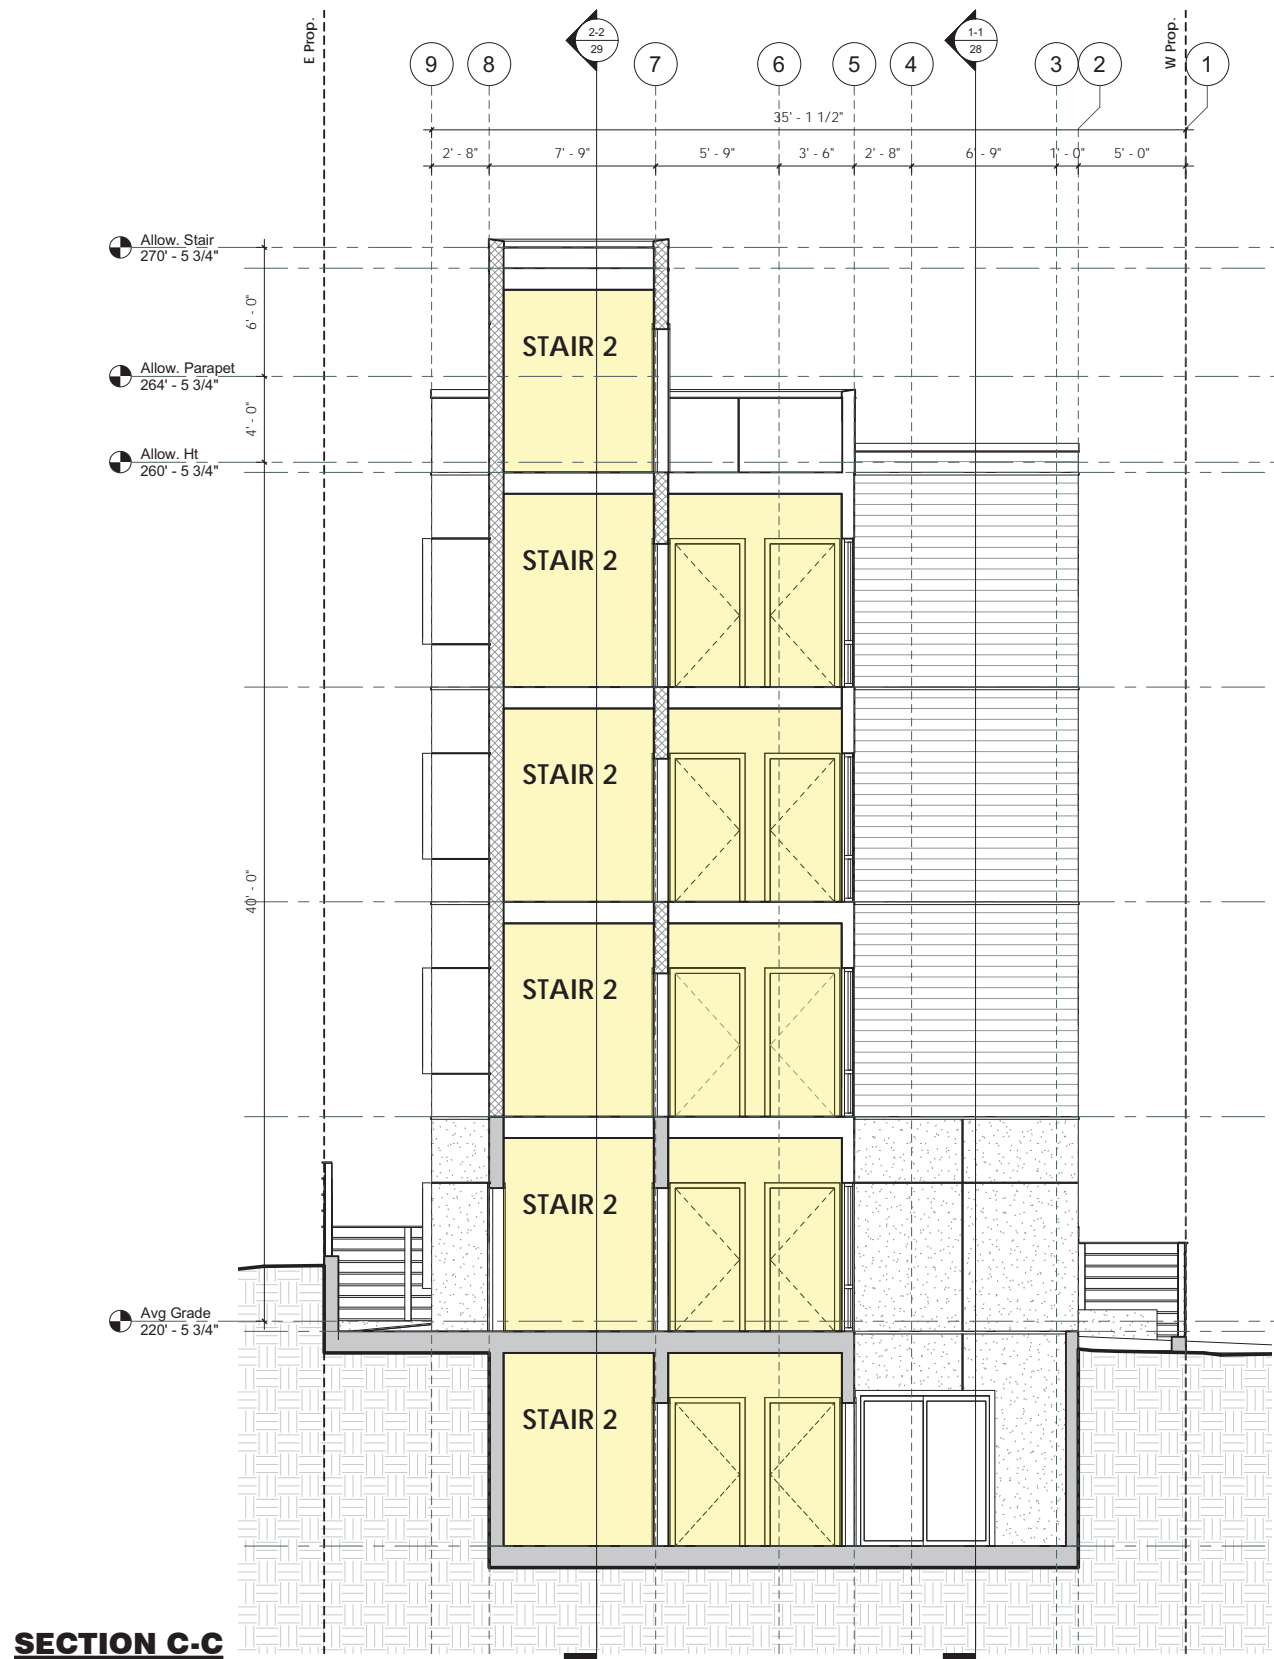 E Prop.
2-2
29
1-1
28
W Prop.
9
8
7
6
5
4
3
2
1
35' - 1 1/2"
2' - 8"
7' - 9"
5' - 9"
3' - 6"
2' - 8"
6' - 9"
1' - 0"
5' - 0"
Allow. Stair
270' - 5 3/4"
6' - 0"
STAIR 2
Allow. Parapet
264' - 5 3/4"
4' - 0"
Allow. Ht
260' - 5 3/4"
STAIR 2
STAIR 2
40' - 0"
STAIR 2
STAIR 2
Avg Grade
220' - 5 3/4"
STAIR 2
SECTION C-C